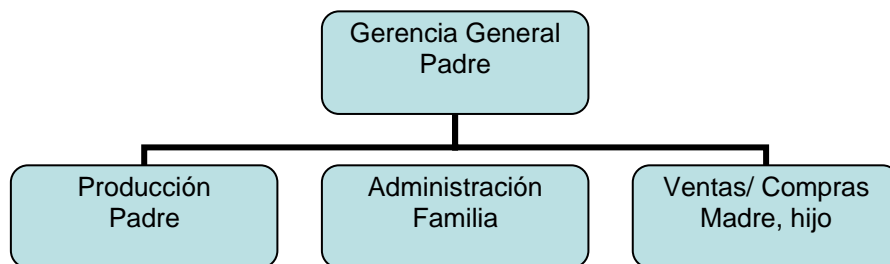 Gerencia General
Padre
Producción
Padre
Administración
Familia
Ventas/ Compras
Madre, hijo